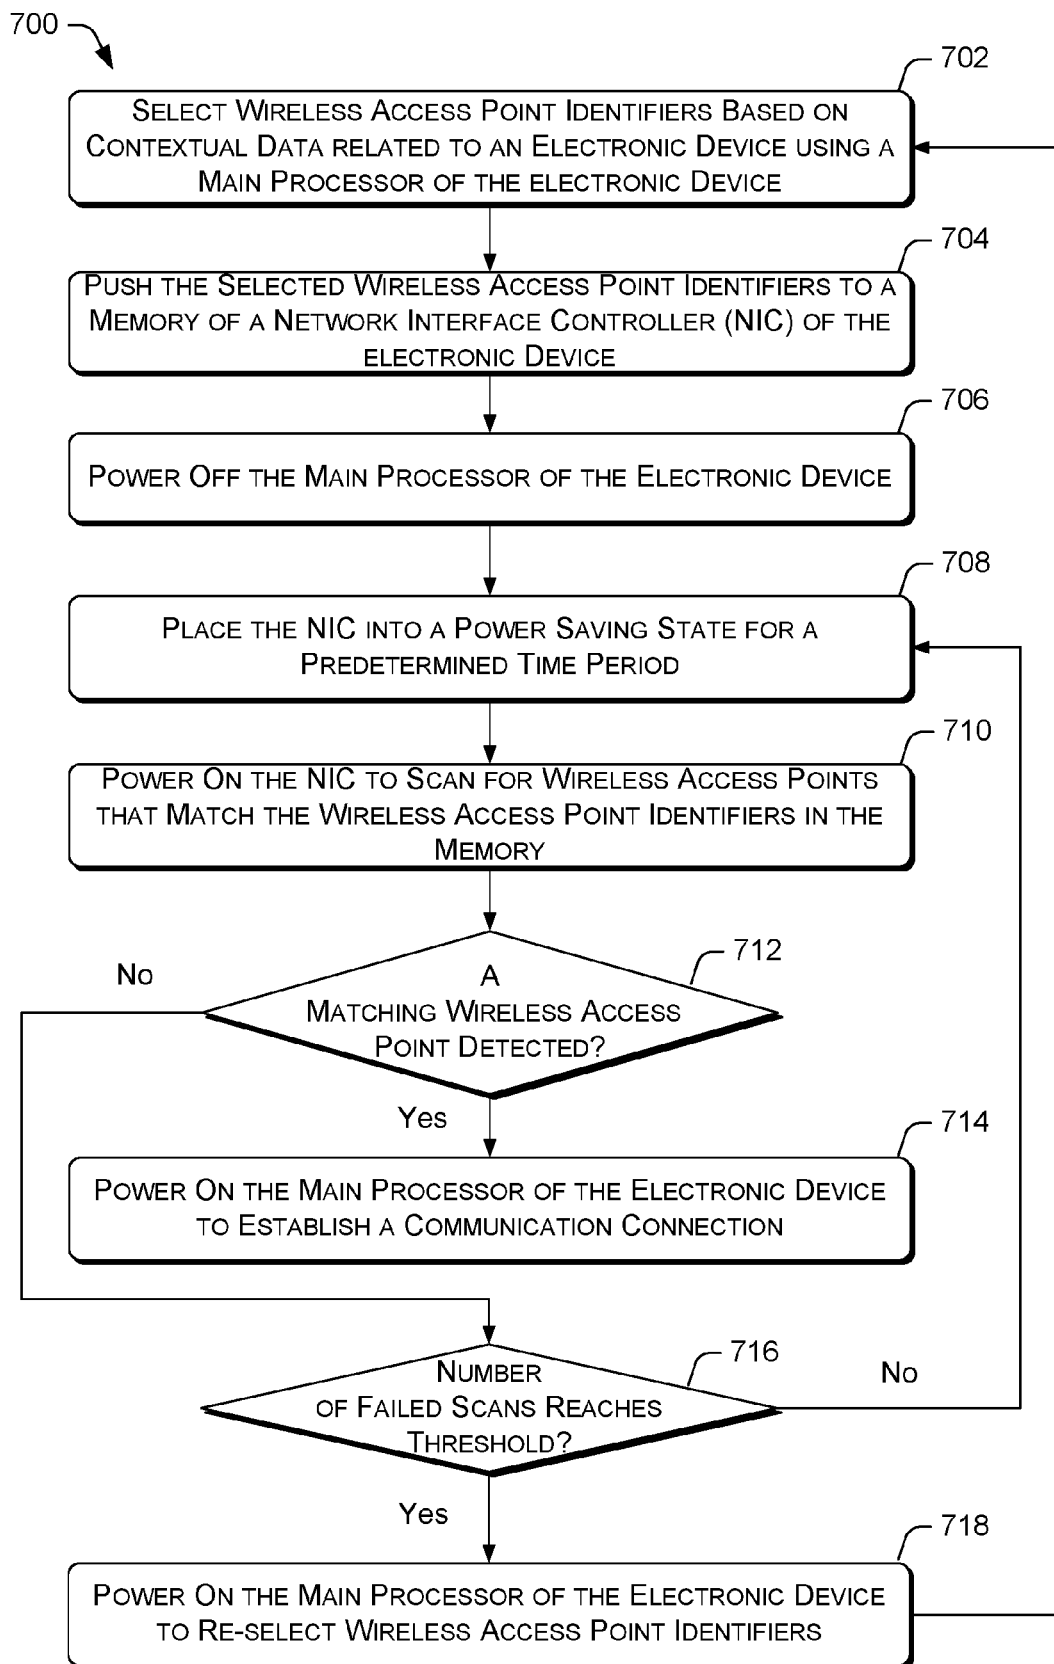 700
702
SELECT WIRELESS ACCESS POINT IDENTIFIERS BASED ON
CONTEXTUAL DATA RELATED TO AN ELECTRONIC DEVICE USING A
MAIN PROCESSOR OF THE ELECTRONIC DEVICE
704
PUSH THE SELECTED WIRELESS ACCESS POINT IDENTIFIERS TO A
MEMORY OF A NETWORK INTERFACE CONTROLLER (NIC) OF THE
ELECTRONIC DEVICE
706
POWER OFF THE MAIN PROCESSOR OF THE ELECTRONIC DEVICE
708
PLACE THE NIC INTO A POWER SAVING STATE FOR A
PREDETERMINED TIME PERIOD
710
POWER ON THE NIC TO SCAN FOR WIRELESS ACCESS POINTS
THAT MATCH THE WIRELESS ACCESS POINT IDENTIFIERS IN THE
MEMORY
712
No
A
MATCHING WIRELESS ACCESS
POINT DETECTED?
Yes
714
POWER ON THE MAIN PROCESSOR OF THE ELECTRONIC DEVICE
TO ESTABLISH A COMMUNICATION CONNECTION
716
No
NUMBER
OF FAILED SCANS REACHES
THRESHOLD?
Yes
718
POWER ON THE MAIN PROCESSOR OF THE ELECTRONIC DEVICE
TO RE-SELECT WIRELESS ACCESS POINT IDENTIFIERS